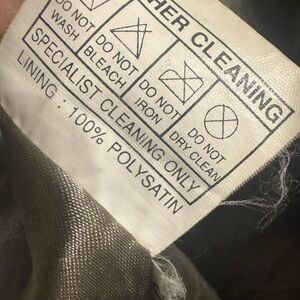 HER CLEANING
DO NOT WASH
DO NOT BLEACH
DO NOT IRON
DO NOT DRY CLEAN
SPECIALIST CLEANING ONLY
LINING : 100% POLYSATIN